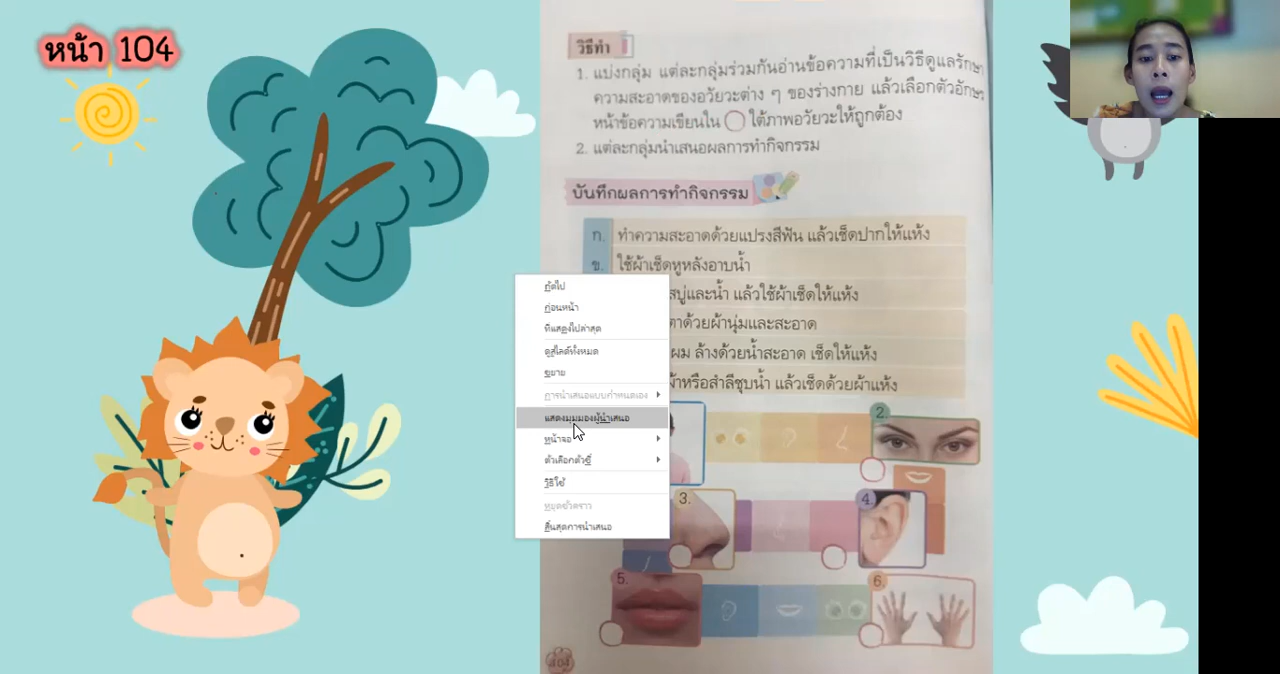 หน้า 104
วิธีทำ
1. แบ่งกลุ่ม แต่ละกลุ่มร่วมกันอ่านข้อความที่เป็นวิธีดูแลรักษา
ความสะอาดของอวัยวะต่าง ๆ ของร่างกาย แล้วเลือกตัวอักษร
หน้าข้อความเขียนใน ใต้ภาพอวัยวะให้ถูกต้อง
2. แต่ละกลุ่มนำเสนอผลการทำกิจกรรม
บันทึกผลการทำกิจกรรม
ก. ทำความสะอาดด้วยแปรงสีฟัน แล้วเช็ดปากให้แห้ง
ข. ใช้ผ้าเช็ดหูหลังอาบน้ำ
สบู่และน้ำ แล้วใช้ผ้าเช็ดให้แห้ง
ตาด้วยผ้านุ่มและสะอาด
ผม ล้างด้วยน้ำสะอาด เช็ดให้แห้ง
ผ้าหรือสำลีชุบน้ำ แล้วเช็ดด้วยผ้าแห้ง
ถัดไป
ก่อนหน้า
ที่แสดงไปล่าสุด
ดูสไลด์ทั้งหมด
ขยาย
การนำเสนอแบบกำหนดเอง
แสดงมุมมองผู้นำเสนอ
หน้าจอ
ตัวเลือกตัวชี้
วิธีใช้
หยุดชั่วคราว
สิ้นสุดการนำเสนอ
2.
3.
4.
5.
6.
104